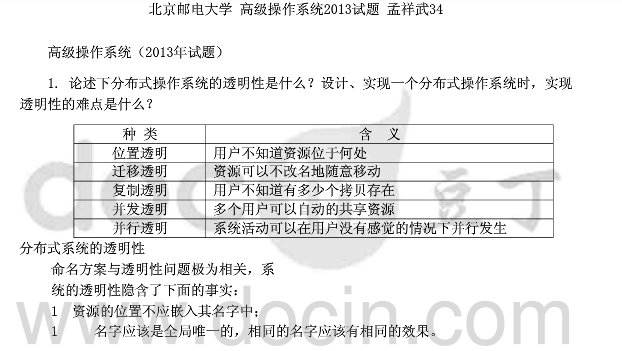 北京邮电大学 高级操作系统2013试题 孟祥武34
高级操作系统（2013年试题）
1. 论述下分布式操作系统的透明性是什么？设计、实现一个分布式操作系统时，实现
透明性的难点是什么？
种 类 含 义
位置透明 用户不知道资源位于何处
迁移透明 资源可以不改名地随意移动
复制透明 用户不知道有多少个拷贝存在
并发透明 多个用户可以自动的共享资源
并行透明 系统活动可以在用户没有感觉的情况下并行发生
分布式系统的透明性
命名方案与透明性问题极为相关，系
统的透明性隐含了下面的事实：
1 资源的位置不应嵌入其名字中；
1 名字应该是全局唯一的，相同的名字应该有相同的效果。
docin 豆丁
www.docin.com